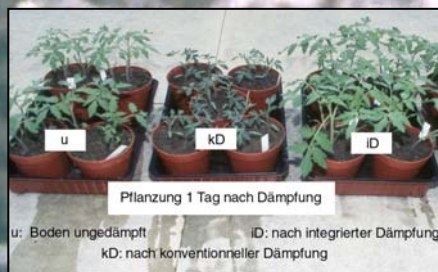 u
kD
iD
Pflanzung 1 Tag nach Dämpfung
u: Boden ungedämpft iD: nach integrierter Dämpfung
kD: nach konventioneller Dämpfung